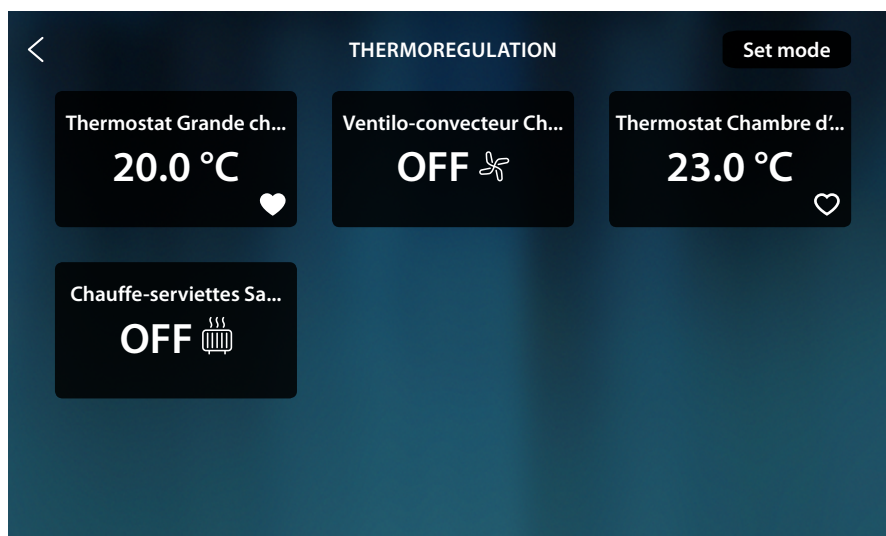 THERMOREGULATION
Set mode
Thermostat Grande ch...
20.0 °C
Ventilo-convecteur Ch...
OFF
Thermostat Chambre d'...
23.0 °C
Chauffe-serviettes Sa...
OFF